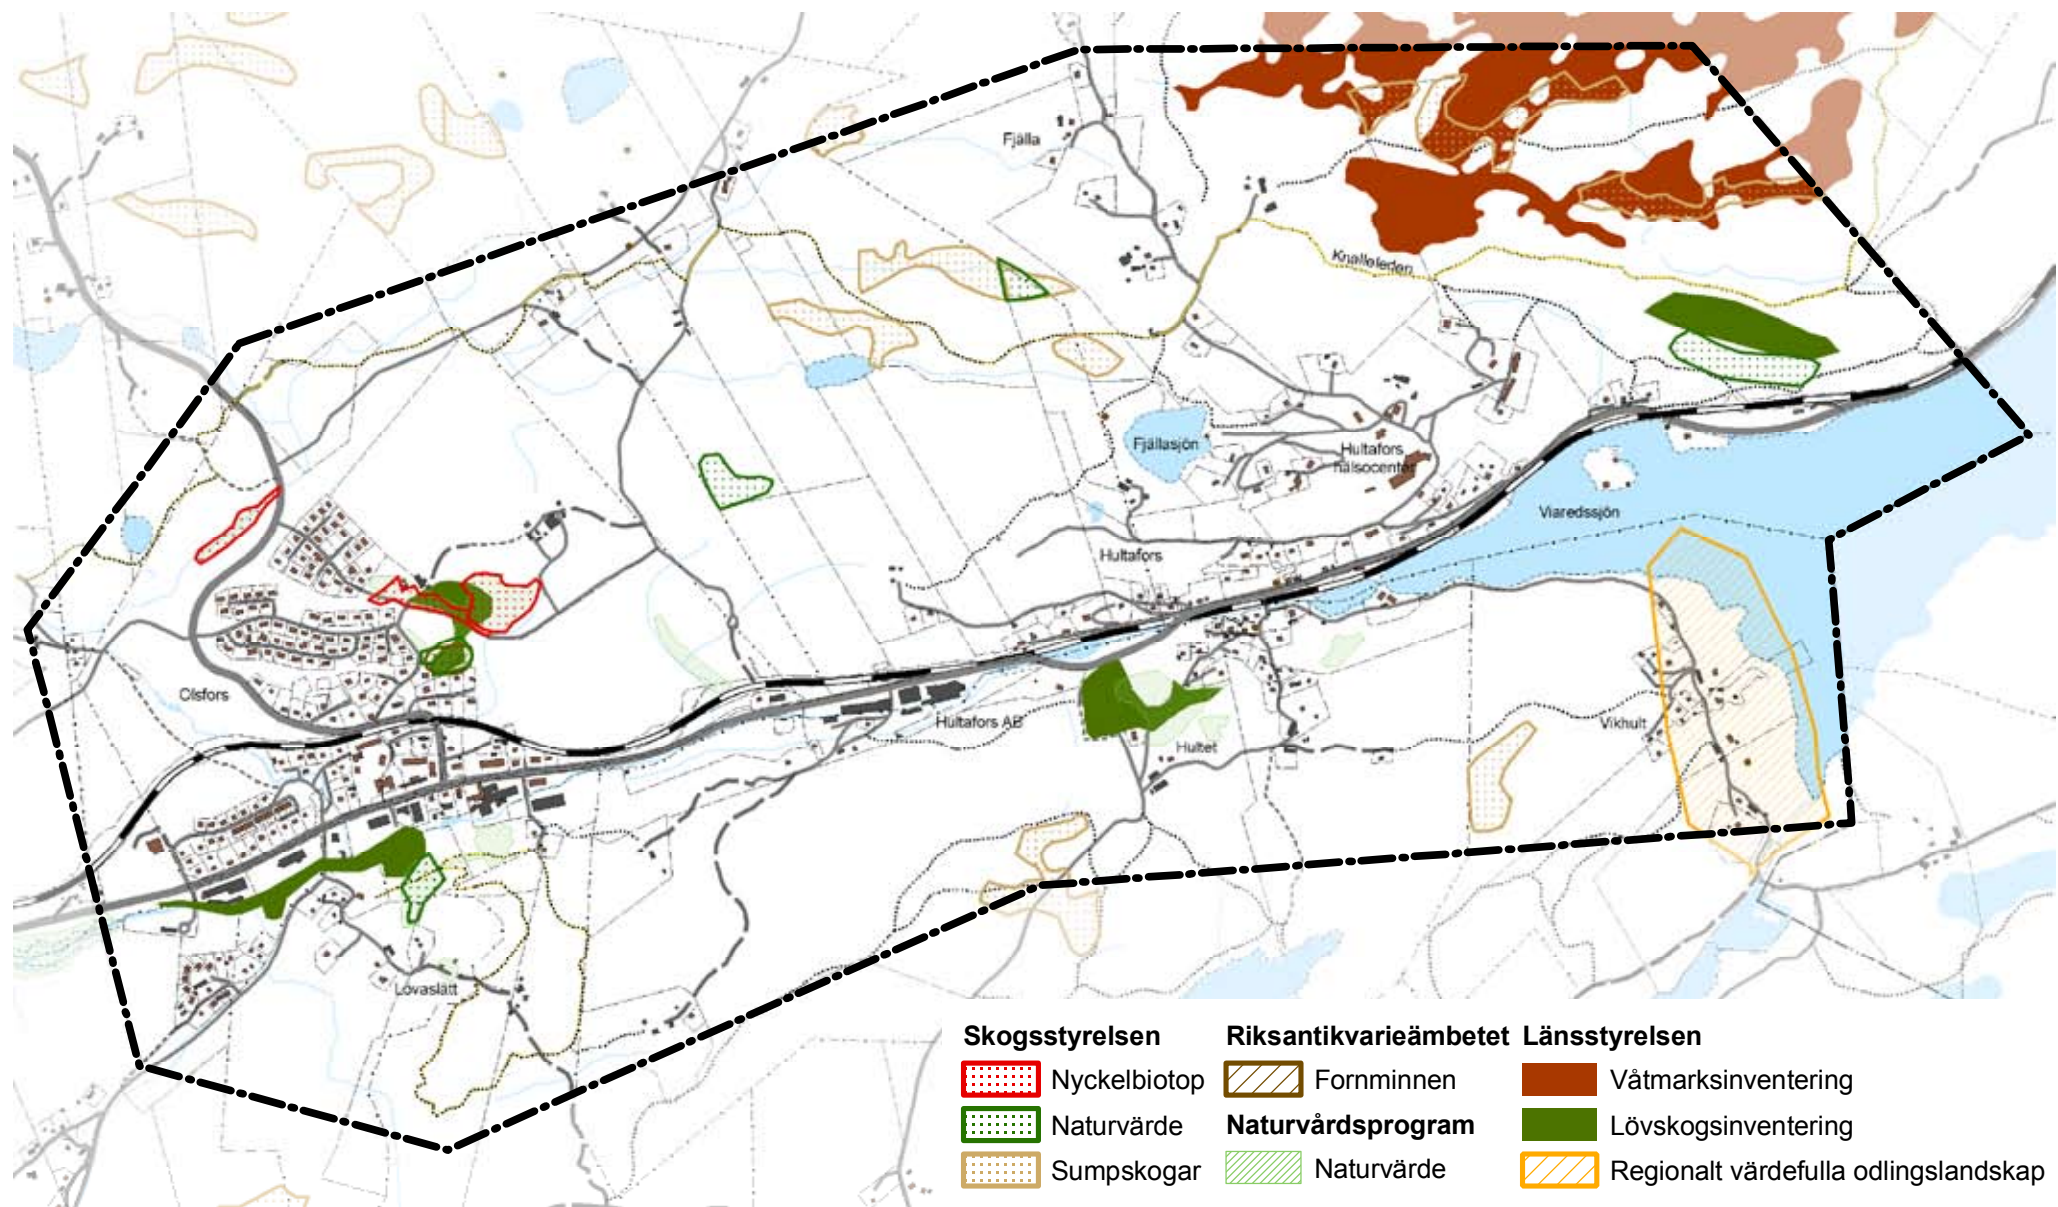 Fjälla
Knalleleden
Fjällasjön
Hultafors
hälsocenter
Viaredssjön
Hultafors
Olsfors
Hultafors AB
Hultet
Vikhult
Lövaslätt
Skogsstyrelsen
Nyckelbiotop
Naturvärde
Sumpskogar
Riksantikvarieämbetet
Fornminnen
Naturvårdsprogram
Naturvärde
Länsstyrelsen
Våtmarksinventering
Lövskogsinventering
Regionalt värdefulla odlingslandskap